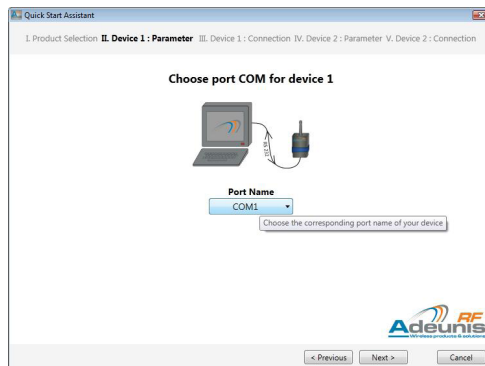 Quick Start Assistant
I. Product Selection II. Device 1 : Parameter III. Device 1 : Connection IV. Device 2 : Parameter V. Device 2 : Connection
Choose port COM for device 1
RS 232
Port Name
COM1
Choose the corresponding port name of your device
Adeunis RF
Wireless products & solutions
< Previous Next > Cancel